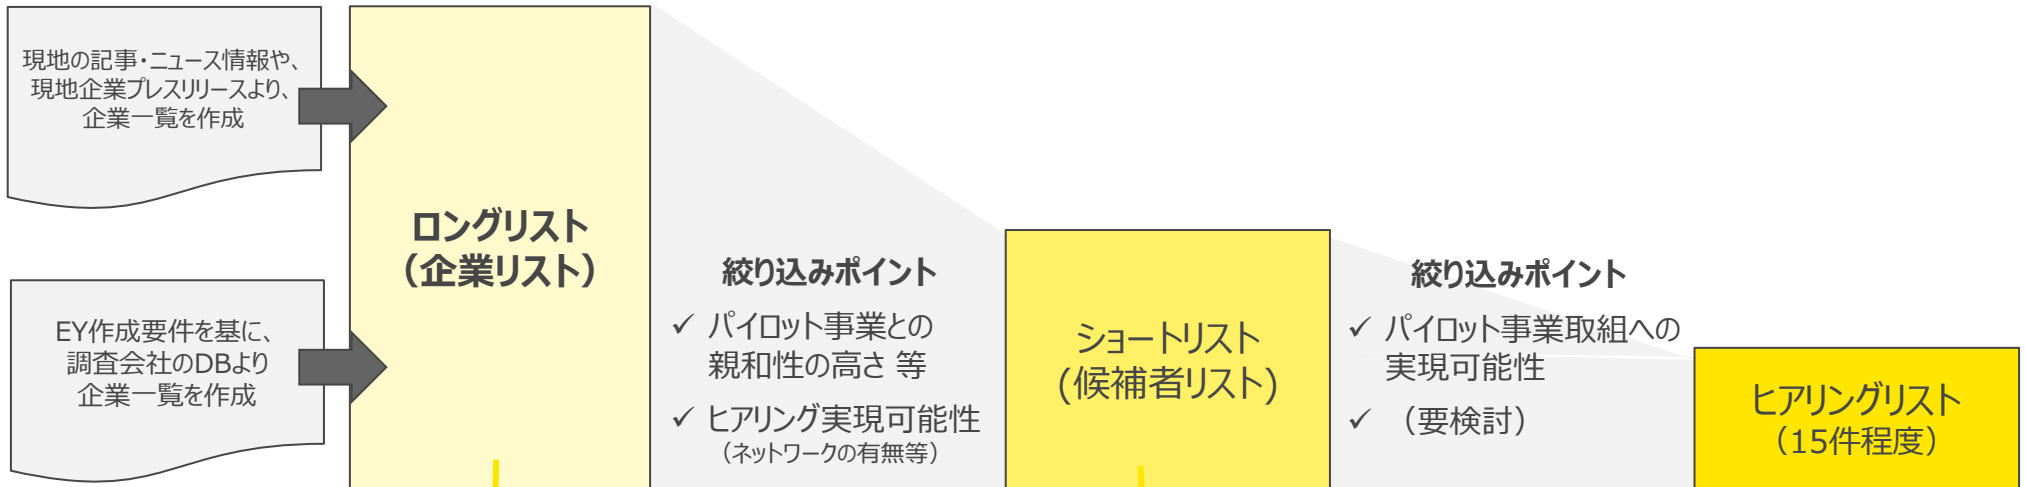 現地の記事・ニュース情報や、
現地企業プレスリリースより、
企業一覧を作成
EY作成要件を基に、
調査会社のDBより
企業一覧を作成
ロングリスト
（企業リスト）
絞り込みポイント
✓ パイロット事業との
親和性の高さ 等
✓ ヒアリング実現可能性
（ネットワークの有無等）
ショートリスト
(候補者リスト)
絞り込みポイント
✓ パイロット事業取組への
実現可能性
✓ （要検討）
ヒアリングリスト
（15件程度）